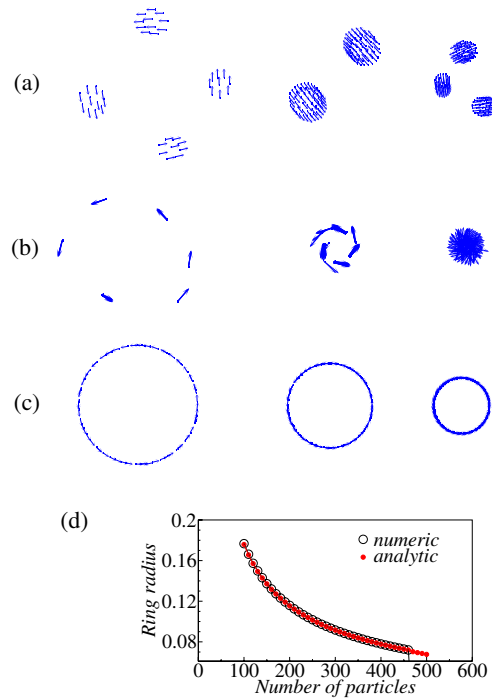 (a)
(b)
(c)
(d)
0.2
0.16
0.12
0.08
Ring radius
numeric
analytic
0 100 200 300 400 500 600
Number of particles